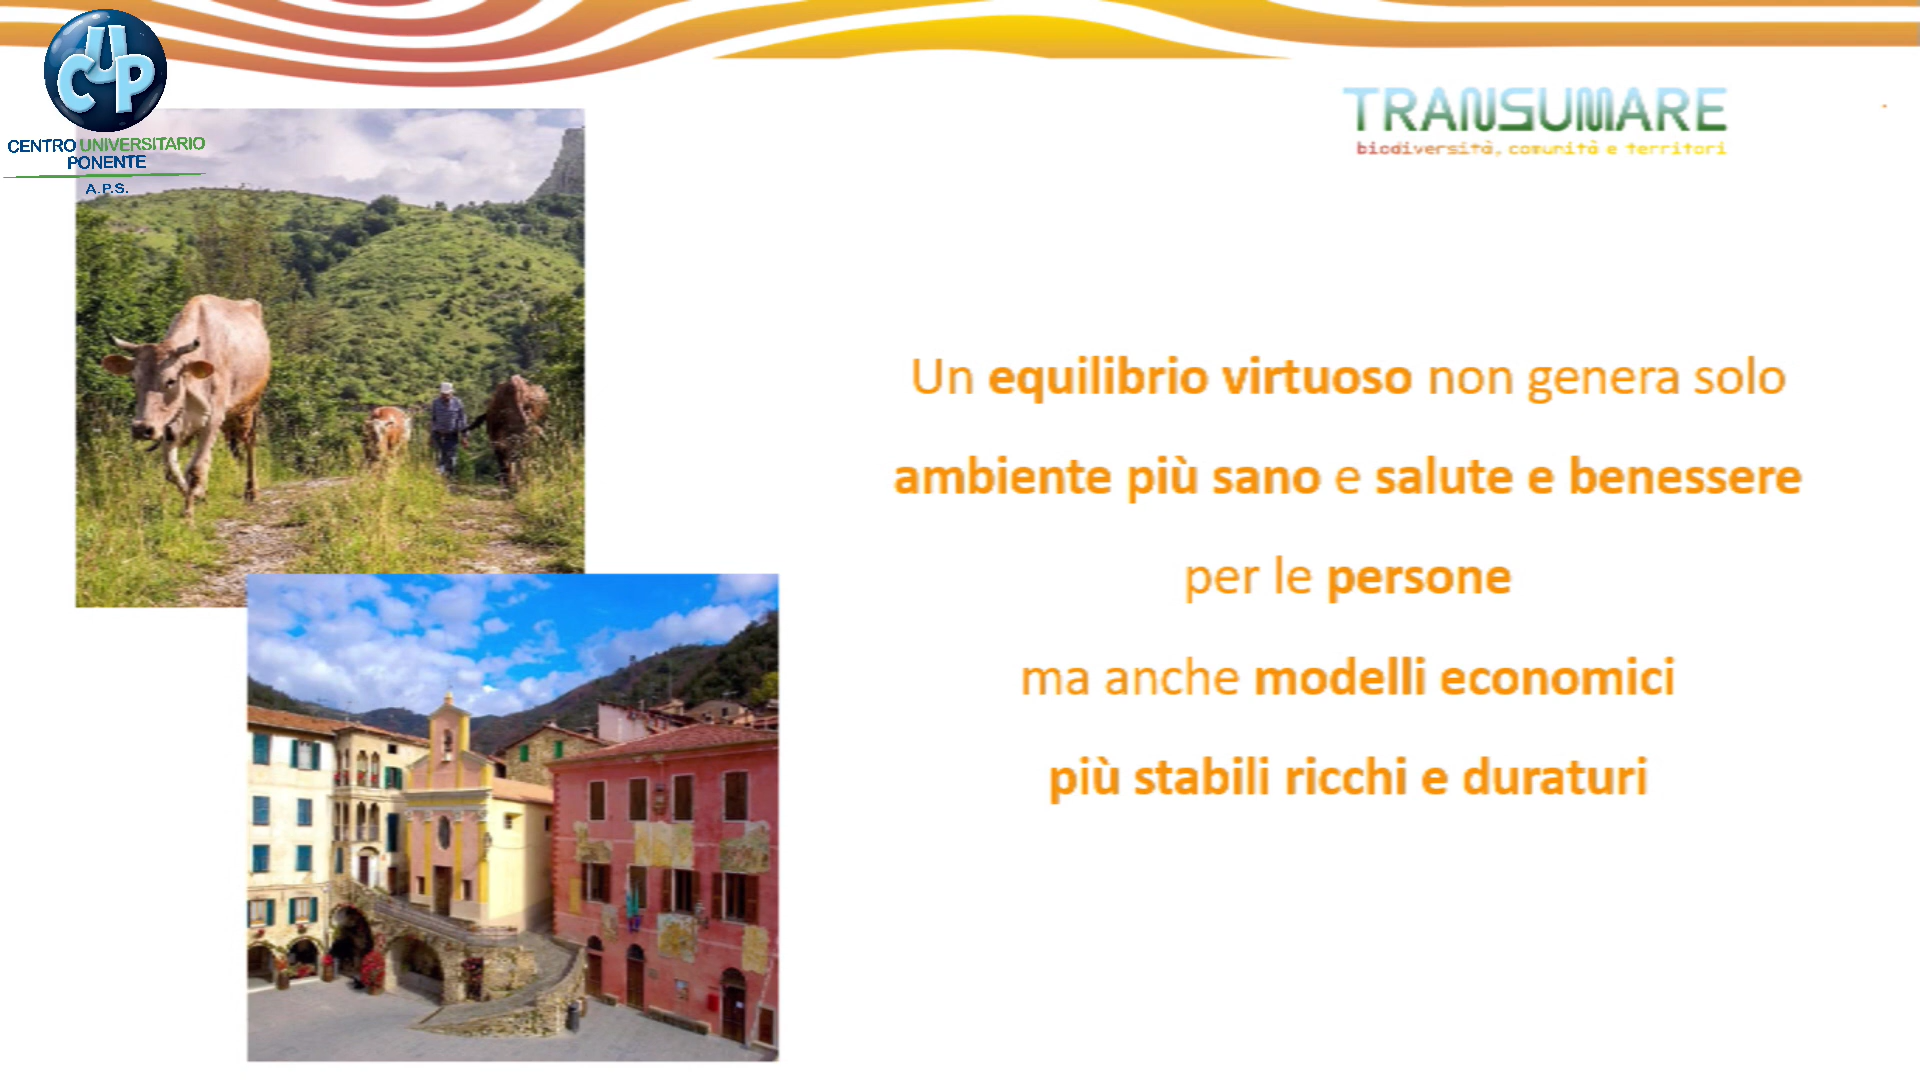 CUP
CENTRO UNIVERSITARIO
PONENTE
A.P.S.
TRANSUMARE
biodiversità, comunità e territori
Un equilibrio virtuoso non genera solo
ambiente più sano e salute e benessere
per le persone
ma anche modelli economici
più stabili ricchi e duraturi